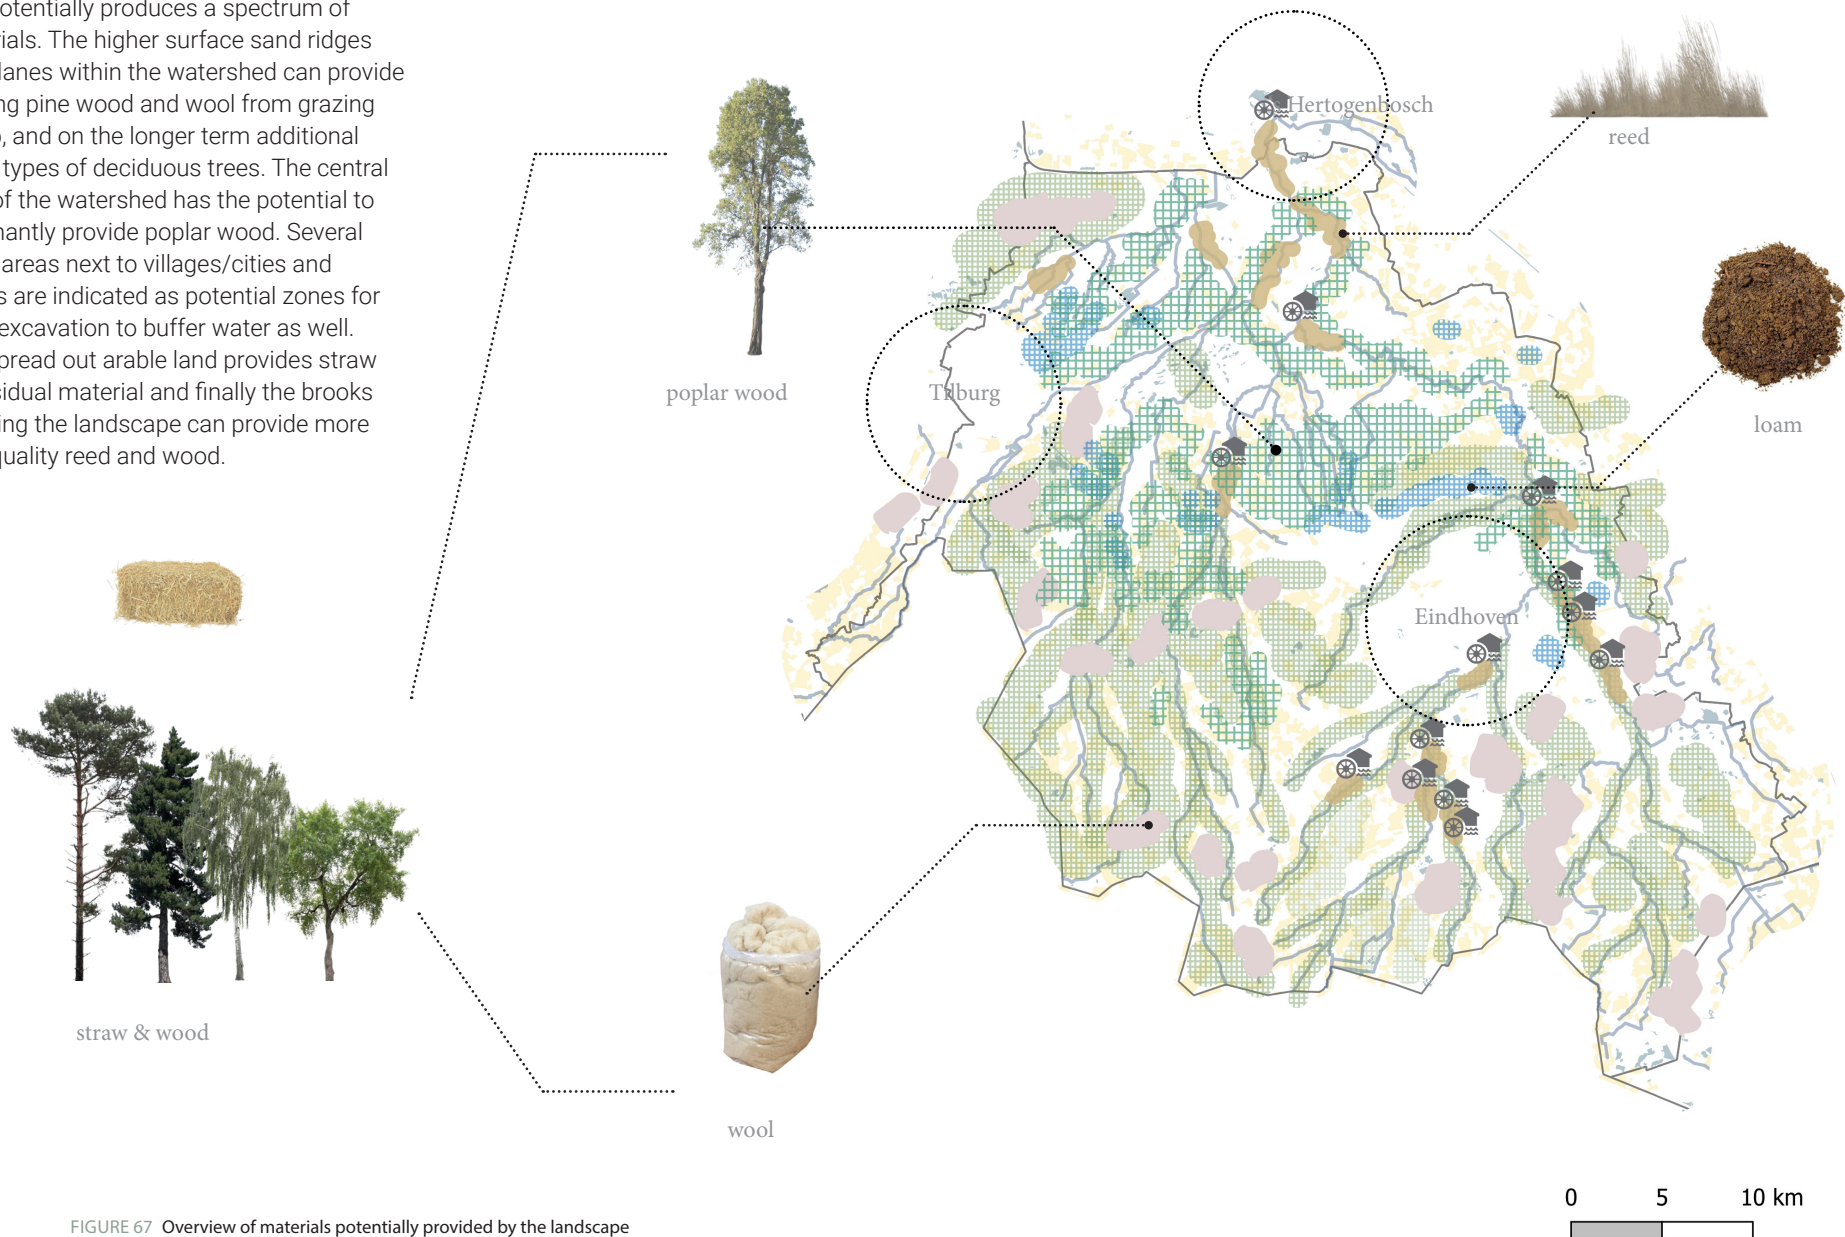 otentially produces a spectrum of
rials. The higher surface sand ridges
lanes within the watershed can provide
ng pine wood and wool from grazing
, and on the longer term additional
types of deciduous trees. The central
of the watershed has the potential to
nantly provide poplar wood. Several
areas next to villages/cities and
s are indicated as potential zones for
excavation to buffer water as well.
pread out arable land provides straw
sidual material and finally the brooks
ing the landscape can provide more
quality reed and wood.
straw & wood
poplar wood
wool
Hertogenbosch
reed
Tilburg
loam
Eindhoven
0 5 10 km
FIGURE 67 Overview of materials potentially provided by the landscape